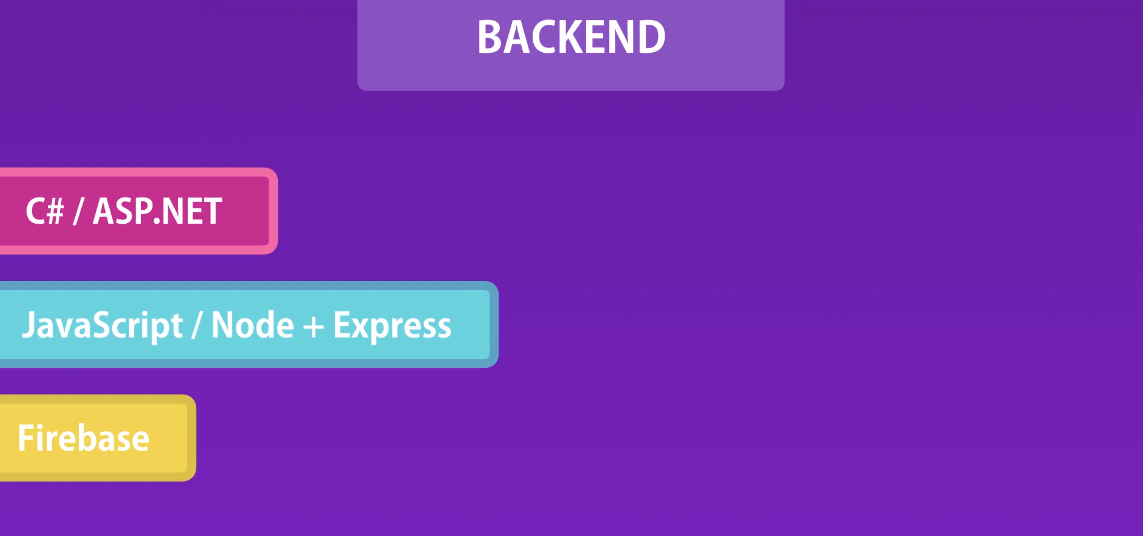 BACKEND
C# / ASP.NET
JavaScript / Node + Express
Firebase